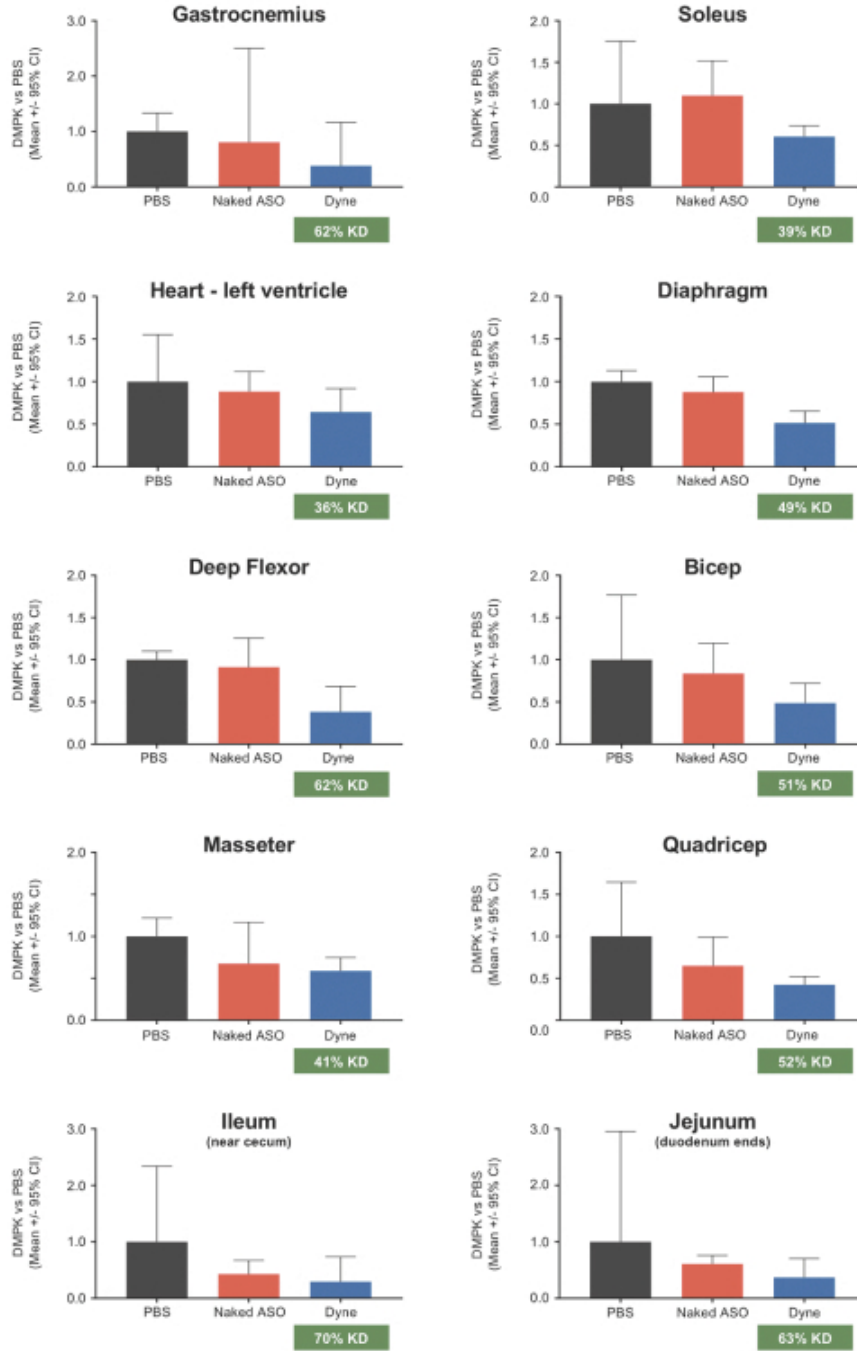 Gastrocnemius
DMPK vs PBS
(Mean +/- 95% CI)
3.0
2.0
1.0
0.0
PBS Naked ASO Dyne
62% KD
Soleus
DMPK vs PBS
(Mean +/- 95% CI)
2.0
1.5
1.0
0.5
0.0
PBS Naked ASO Dyne
39% KD
Heart - left ventricle
DMPK vs PBS
(Mean +/- 95% CI)
2.0
1.5
1.0
0.5
0.0
PBS Naked ASO Dyne
36% KD
Diaphragm
DMPK vs PBS
(Mean +/- 95% CI)
2.0
1.5
1.0
0.5
0.0
PBS Naked ASO Dyne
49% KD
Deep Flexor
DMPK vs PBS
(Mean +/- 95% CI)
2.0
1.5
1.0
0.5
0.0
PBS Naked ASO Dyne
62% KD
Bicep
DMPK vs PBS
(Mean +/- 95% CI)
2.0
1.5
1.0
0.5
0.0
PBS Naked ASO Dyne
51% KD
Masseter
DMPK vs PBS
(Mean +/- 95% CI)
2.0
1.0
0.0
PBS Naked ASO Dyne
41% KD
Quadricep
DMPK vs PBS
(Mean +/- 95% CI)
2.0
1.5
1.0
0.5
0.0
PBS Naked ASO Dyne
52% KD
Ileum
(near cecum)
DMPK vs PBS
(Mean +/- 95% CI)
3.0
2.0
1.0
0.0
PBS Naked ASO Dyne
70% KD
Jejunum
(duodenum ends)
DMPK vs PBS
(Mean +/- 95% CI)
3.0
2.0
1.0
0.0
PBS Naked ASO Dyne
63% KD